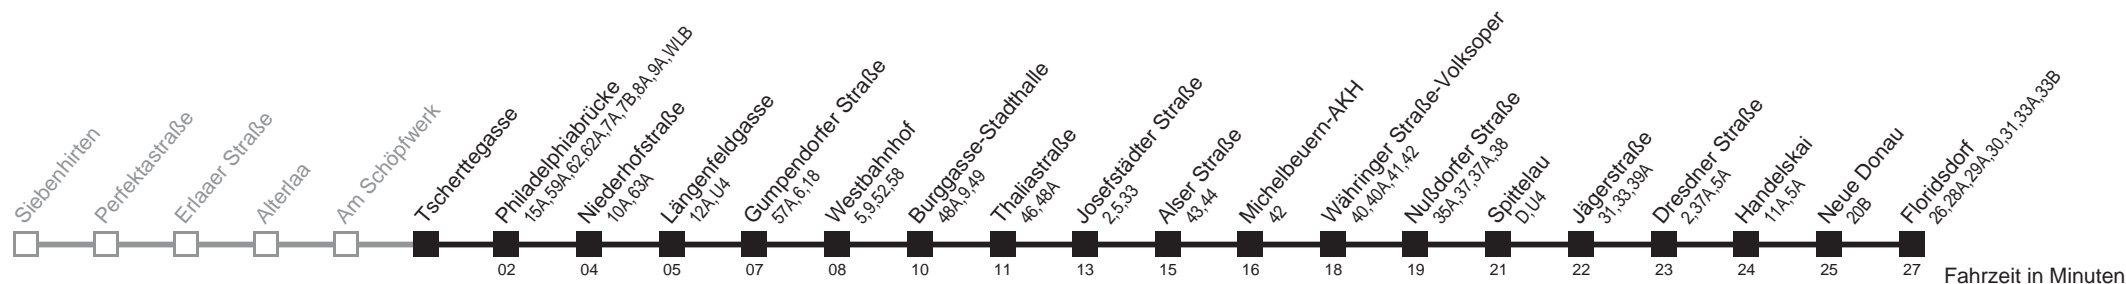 Siebenhirten
Perfektastraße
Erlaaer Straße
Alterlaa
Am Schöpfwerk
Tscherttegasse
Philadelphiabrücke
15A,59A,62,62A,7A,7B,8A,9A,WLB
Niederhofstraße
10A,63A
Längenfeldgasse
12A,U4
Gumpendorfer Straße
57A,6,18
Westbahnhof
5,9,52,58
Burggasse-Stadthalle
48A,9,49
Thaliastraße
46,48A
Josefstädter Straße
2,5,33
Alser Straße
43,44
Michelbeuern-AKH
42
Währinger Straße-Volksoper
40,40A,41,42
Nußdorfer Straße
35A,37,37A,38
Spittelau
D,U4
Jägerstraße
31,33,39A
Dresdner Straße
2,37A,5A
Handelskai
11A,5A
Neue Donau
20B
Floridsdorf
26,28A,29A,30,31,33A,33B
02 04 05 07 08 10 11 13 15 16 18 19 21 22 23 24 25 27 Fahrzeit in Minuten